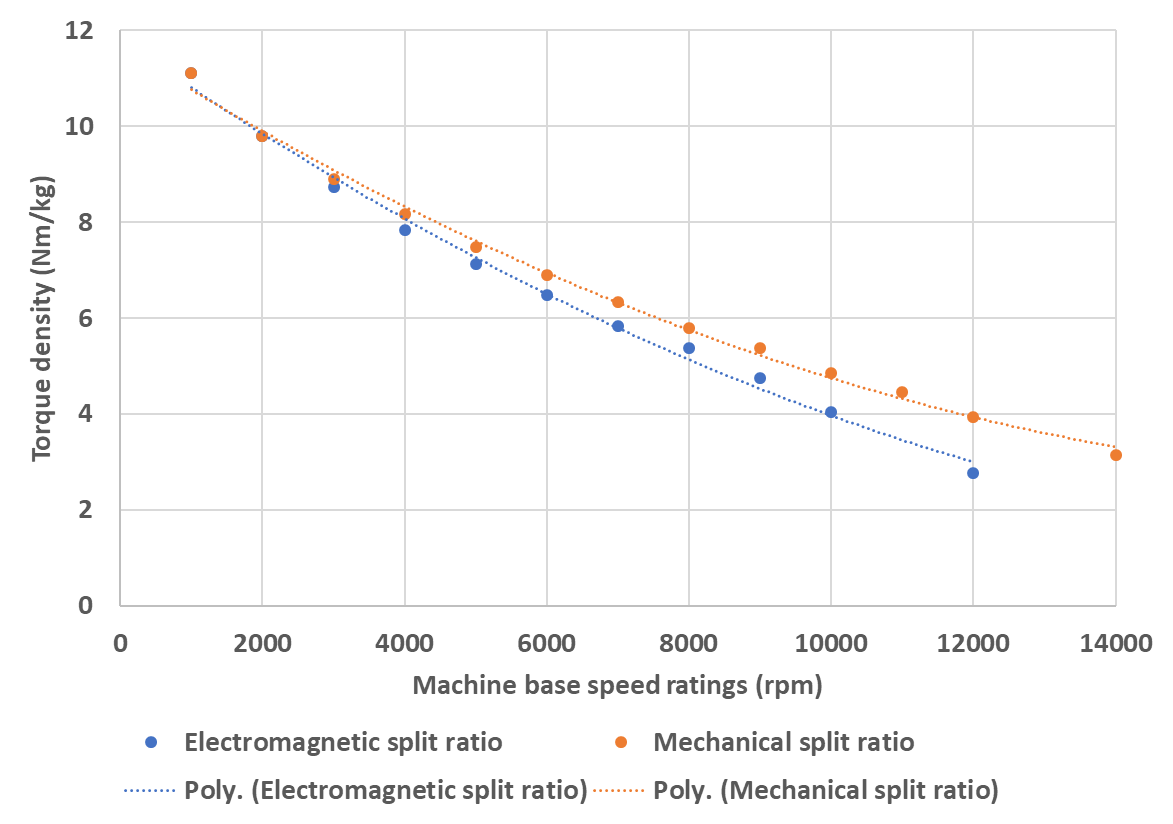 12
10
8
6
4
2
0
Torque density (Nm/kg)
0 2000 4000 6000 8000 10000 12000 14000
Machine base speed ratings (rpm)
Electromagnetic split ratio Mechanical split ratio
Poly. (Electromagnetic split ratio) Poly. (Mechanical split ratio)